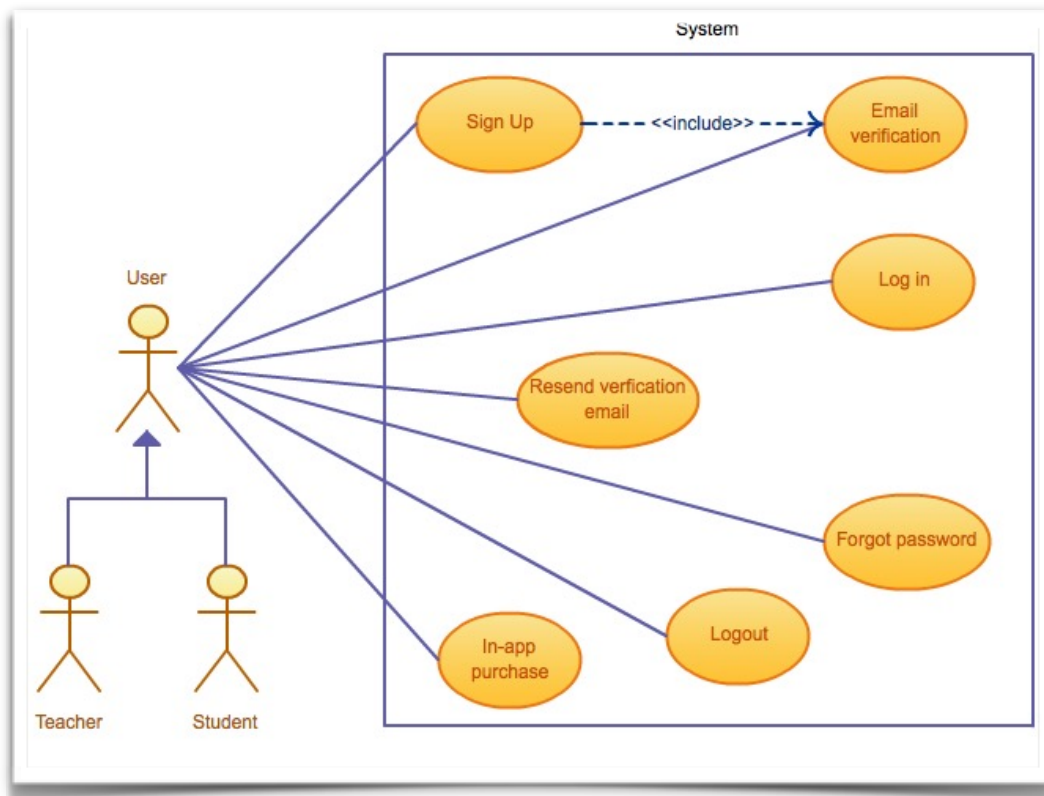 System
Sign Up
<<include>>
Email
verification
User
Log in
Resend verfication
email
Forgot password
Logout
In-app
purchase
Teacher
Student